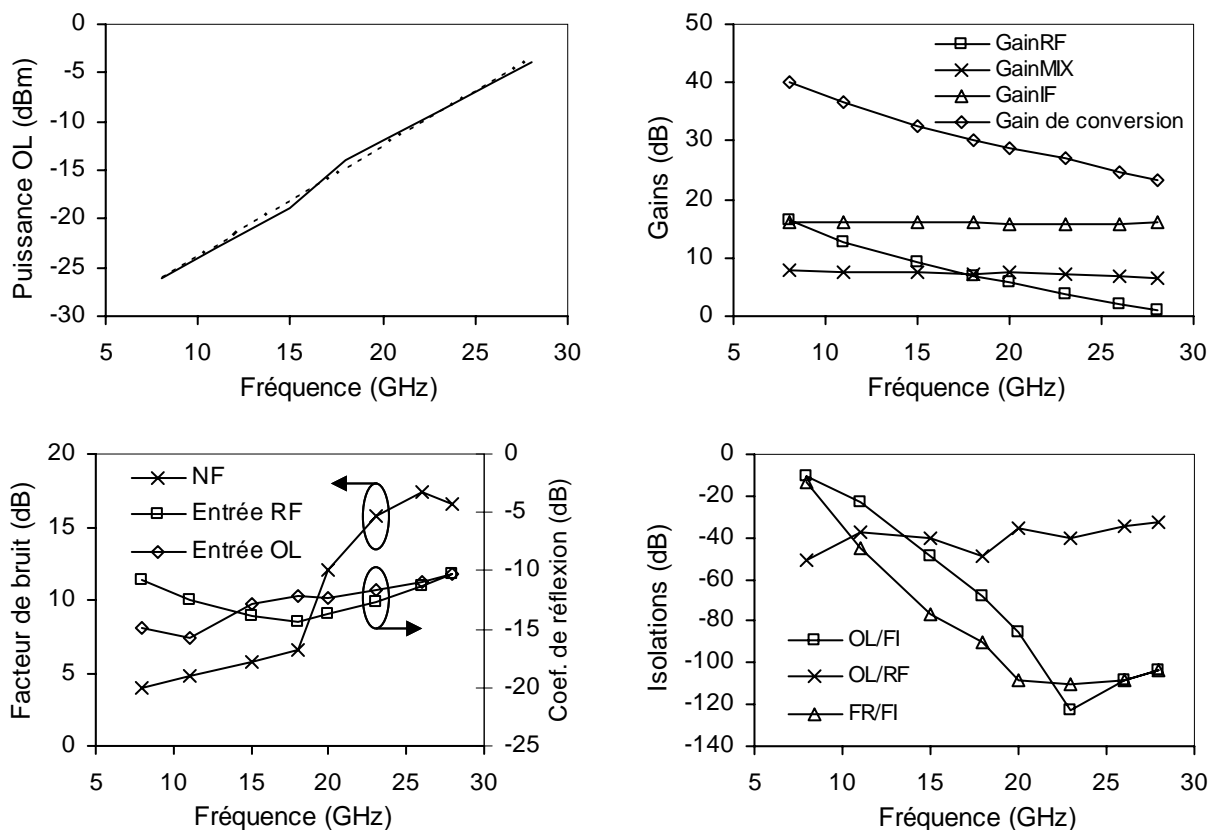 Puissance OL (dBm)
0
-5
-10
-15
-20
-25
-30
5 10 15 20 25 30
Fréquence (GHz)
Gains (dB)
50
40
30
20
10
0
GainRF
GainMIX
GainIF
Gain de conversion
5 10 15 20 25 30
Fréquence (GHz)
Facteur de bruit (dB)
20
15
10
5
0
NF
Entrée RF
Entrée OL
0
-5
-10
-15
-20
-25
Coef. de réflexion (dB)
5 10 15 20 25 30
Fréquence (GHz)
Isolations (dB)
0
-20
-40
-60
-80
-100
-120
-140
OL/FI
OL/RF
FR/FI
5 10 15 20 25 30
Fréquence (GHz)